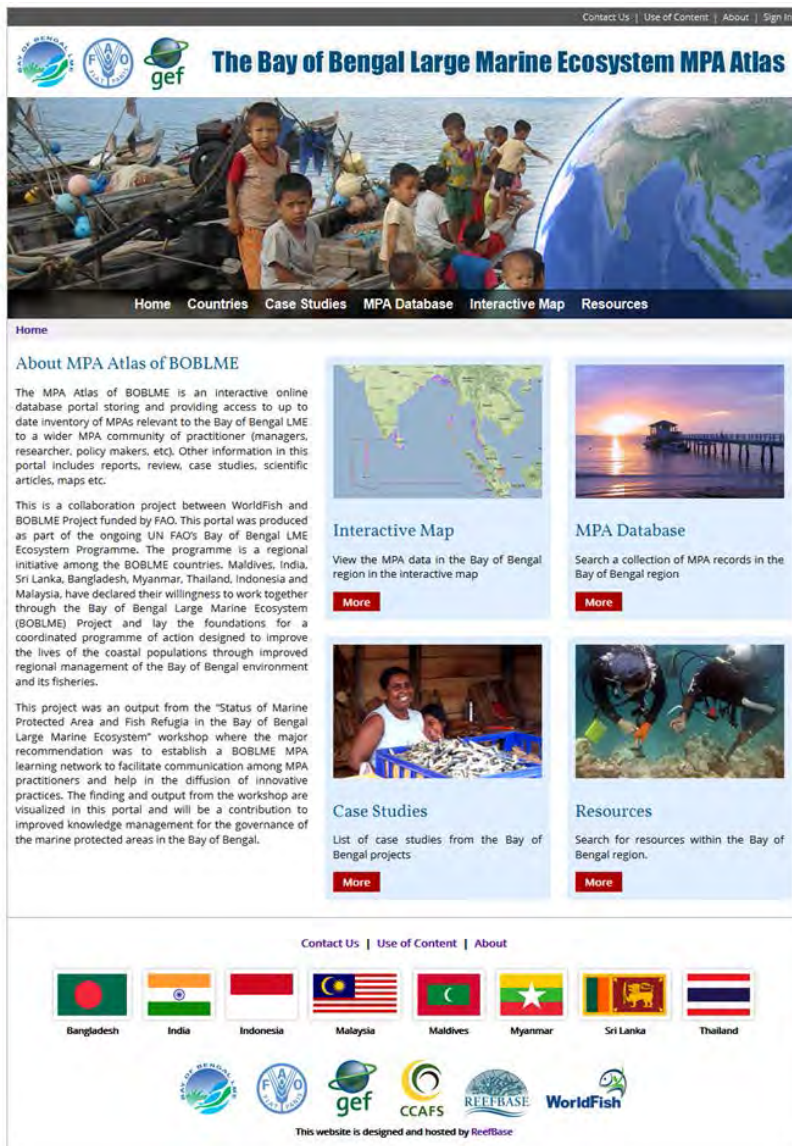 Contact Us | Use of Content | About | Sign In
BAY OF BENGAL LME
FAO
FIAT PANIS
gef
The Bay of Bengal Large Marine Ecosystem MPA Atlas
Home Countries Case Studies MPA Database Interactive Map Resources
Home
About MPA Atlas of BOBLME
The MPA Atlas of BOBLME is an interactive online
database portal storing and providing access to up to
date inventory of MPAs relevant to the Bay of Bengal LME
to a wider MPA community of practitioner (managers,
researcher, policy makers, etc). Other information in this
portal includes reports, review, case studies, scientific
articles, maps etc.
This is a collaboration project between WorldFish and
BOBLME Project funded by FAO. This portal was produced
as part of the ongoing UN FAO's Bay of Bengal LME
Ecosystem Programme. The programme is a regional
initiative among the BOBLME countries. Maldives, India,
Sri Lanka, Bangladesh, Myanmar, Thailand, Indonesia and
Malaysia, have declared their willingness to work together
through the Bay of Bengal Large Marine Ecosystem
(BOBLME) Project and lay the foundations for a
coordinated programme of action designed to improve
the lives of the coastal populations through improved
regional management of the Bay of Bengal environment
and its fisheries.
This project was an output from the "Status of Marine
Protected Area and Fish Refugia in the Bay of Bengal
Large Marine Ecosystem" workshop where the major
recommendation was to establish a BOBLME MPA
learning network to facilitate communication among MPA
practitioners and help in the diffusion of innovative
practices. The finding and output from the workshop are
visualized in this portal and will be a contribution to
improved knowledge management for the governance of
the marine protected areas in the Bay of Bengal.
Interactive Map
View the MPA data in the Bay of Bengal
region in the interactive map
More
MPA Database
Search a collection of MPA records in the
Bay of Bengal region
More
Case Studies
List of case studies from the Bay of
Bengal projects
More
Resources
Search for resources within the Bay of
Bengal region.
More
Contact Us | Use of Content | About
Bangladesh India Indonesia Malaysia Maldives Myanmar Sri Lanka Thailand
BAY OF BENGAL LME
FAO
FIAT PANIS
gef
CCAFS
REEFBASE
WorldFish
This website is designed and hosted by ReefBase